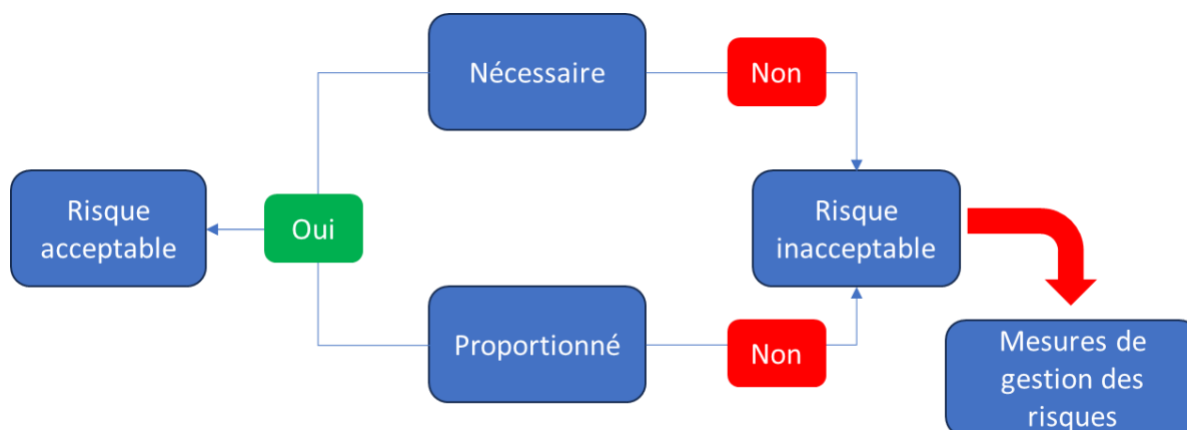 Nécessaire
Non
Risque
acceptable
Oui
Risque
inacceptable
Proportionné
Non
Mesures de
gestion des
risques